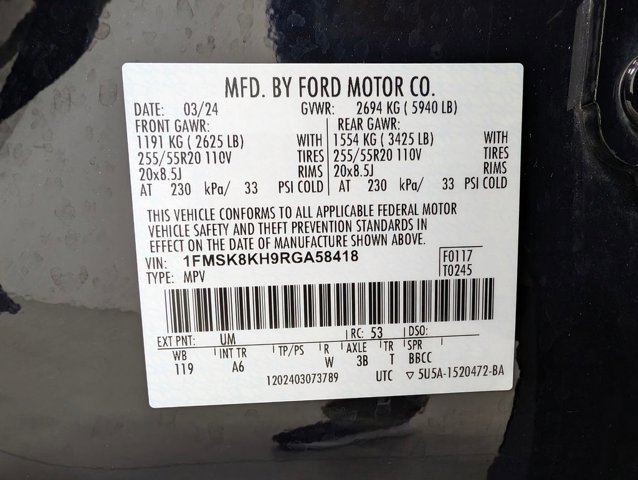 MFD. BY FORD MOTOR CO.
DATE: 03/24 GVWR: 2694 KG ( 5940 LB)
FRONT GAWR: REAR GAWR:
1191 KG ( 2625 LB) WITH 1554 KG ( 3425 LB) WITH
255/55R20 110V TIRES 255/55R20 110V TIRES
20x8.5J RIMS 20x8.5J RIMS
AT 230 kPa/ 33 PSI COLD AT 230 kPa/ 33 PSI COLD
THIS VEHICLE CONFORMS TO ALL APPLICABLE FEDERAL MOTOR
VEHICLE SAFETY AND THEFT PREVENTION STANDARDS IN
EFFECT ON THE DATE OF MANUFACTURE SHOWN ABOVE.
VIN: 1FMSK8KH9RGA58418 F0117
TYPE: MPV T0245
EXT PNT: UM RC: 53 DSO:
WB INT TR TP/PS R AXLE TR SPR
119 A6 W 3B T BBCC
1202403073789 UTC ▽ 5U5A-1520472-BA